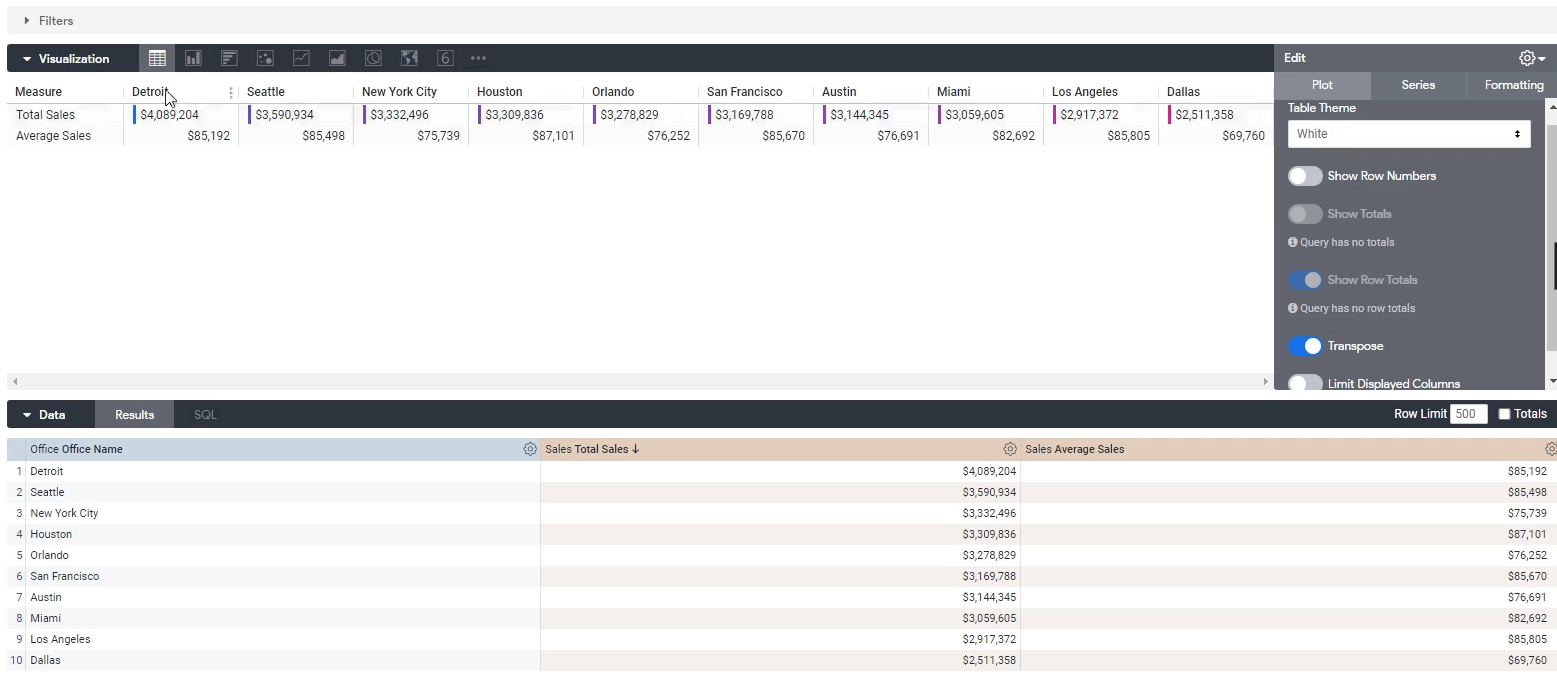 Filters
Visualization 6 Edit
Plot Series Formatting
Measure Detroit Seattle New York City Houston Orlando San Francisco Austin Miami Los Angeles Dallas
Total Sales $4,089,204 $3,590,934 $3,332,496 $3,309,836 $3,278,829 $3,169,788 $3,144,345 $3,059,605 $2,917,372 $2,511,358
Average Sales $85,192 $85,498 $75,739 $87,101 $76,252 $85,670 $76,691 $82,692 $85,805 $69,760
Table Theme
White
Show Row Numbers
Show Totals
Query has no totals
Show Row Totals
Query has no row totals
Transpose
Limit Displayed Columns
Data Results SQL Row Limit 500 Totals
Office Office Name Sales Total Sales ↓ Sales Average Sales
1 Detroit $4,089,204 $85,192
2 Seattle $3,590,934 $85,498
3 New York City $3,332,496 $75,739
4 Houston $3,309,836 $87,101
5 Orlando $3,278,829 $76,252
6 San Francisco $3,169,788 $85,670
7 Austin $3,144,345 $76,691
8 Miami $3,059,605 $82,692
9 Los Angeles $2,917,372 $85,805
10 Dallas $2,511,358 $69,760